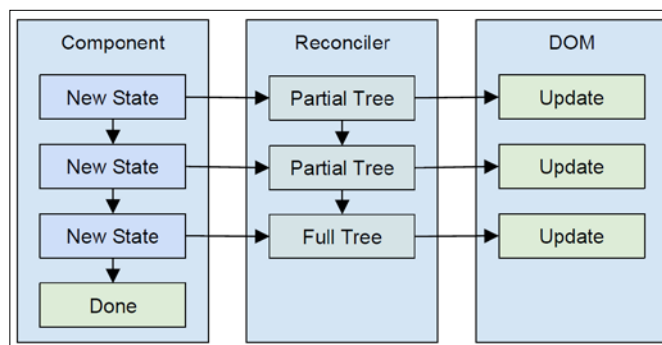 Component
Reconciler
DOM
New State
Partial Tree
Update
New State
Partial Tree
Update
New State
Full Tree
Update
Done